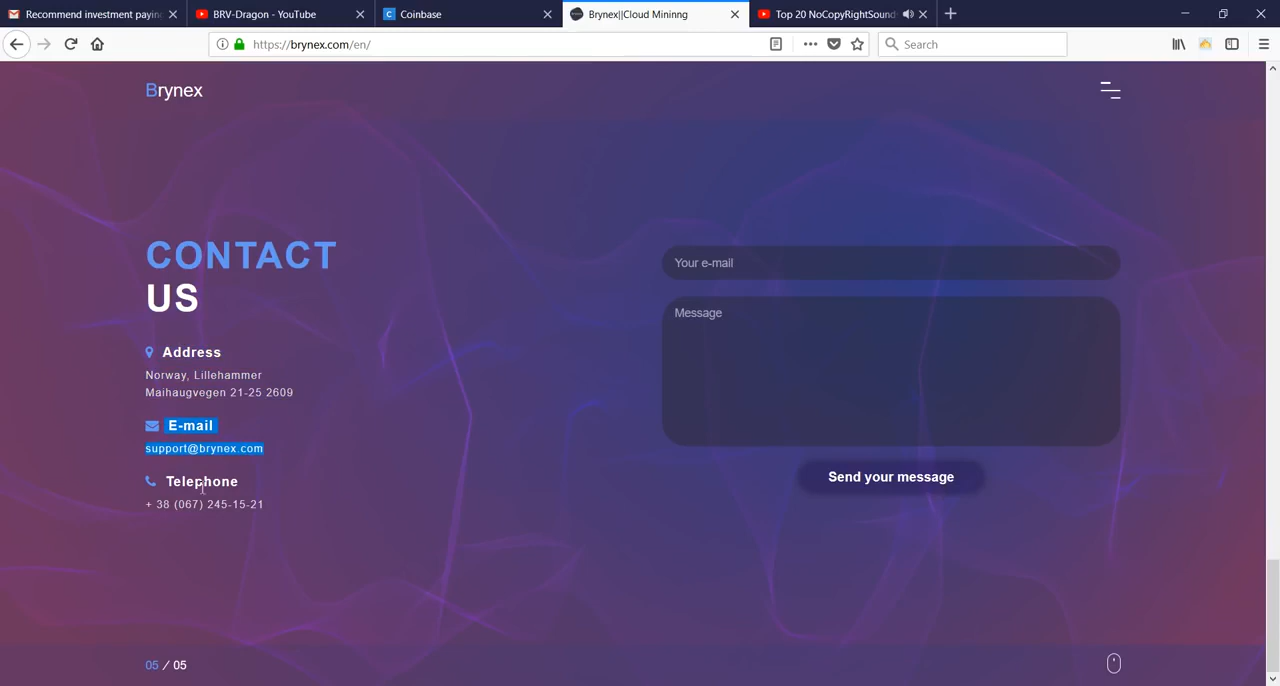 Recommend investment payin
BRV-Dragon - YouTube
Coinbase
Brynex||Cloud Mininng
Top 20 NoCopyRightSound
https://brynex.com/en/
Search
Brynex
CONTACT
US
Address
Norway, Lillehammer
Maihaugvegen 21-25 2609
E-mail
support@brynex.com
Telephone
+ 38 (067) 245-15-21
Your e-mail
Message
Send your message
05 / 05